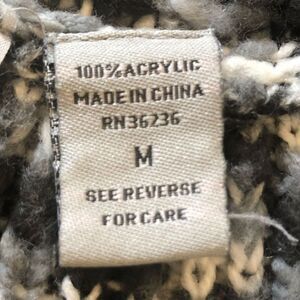 100% ACRYLIC
MADE IN CHINA
RN36236
M
SEE REVERSE
FOR CARE